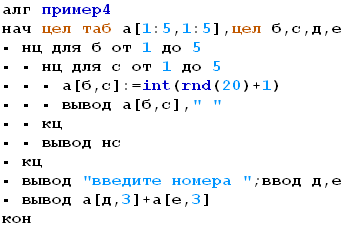 алг пример4
нач цел таб а[1:5,1:5],цел б,с,д,е
▪ нц для б от 1 до 5
▪ ▪ нц для с от 1 до 5
▪ ▪ ▪ а[б,с]:=int(rnd(20)+1)
▪ ▪ ▪ вывод а[б,с]," "
▪ ▪ кц
▪ ▪ вывод нс
▪ кц
▪ вывод "введите номера ";ввод д,е
▪ вывод а[д,3]+а[е,3]
кон